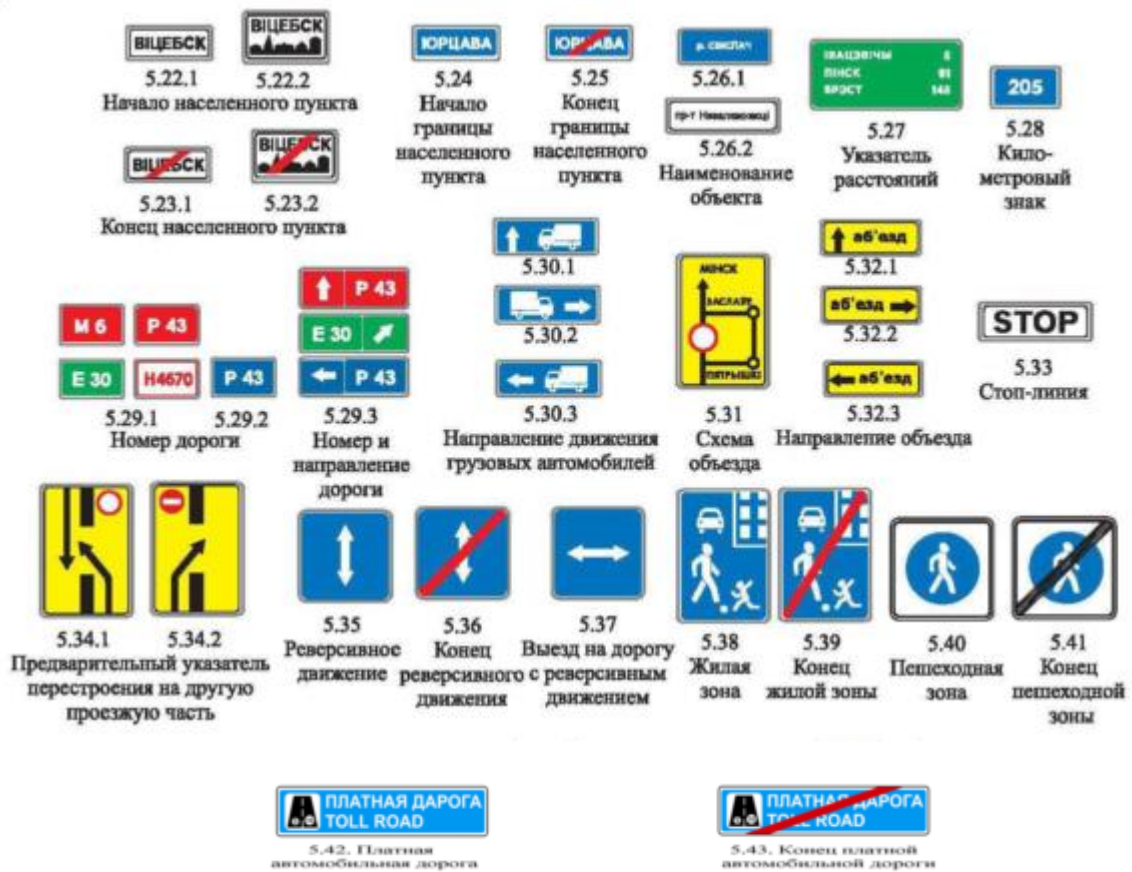 ВІЦЕБСК
5.22.1
ВІЦЕБСК
5.22.2
Начало населенного пункта
ЮРЦАВА
5.24
Начало
границы
населенного
пункта
ЮРЦАВА
5.25
Конец
границы
населенного
пункта
р. СВІСЛАЧ
5.26.1
5.26.2
Наименование
объекта
ІВАЦЭВІЧЫ
ПІНСК
БРЭСТ
5.27
Указатель
расстояний
205
5.28
Кило-
метровый
знак
ВІЦЕБСК
5.23.1
ВІЦЕБСК
5.23.2
Конец населенного пункта
М 6
Р 43
Е 30
Н4670
Р 43
5.29.1
5.29.2
Номер дороги
Р 43
Е 30
Р 43
5.29.3
Номер и
направление
дороги
5.30.1
5.30.2
5.30.3
Направление движения
грузовых автомобилей
МІНСК
ЗАСЛАЎЕ
5.31
Схема
объезда
аб'езд
5.32.1
аб'езд
5.32.2
аб'езд
5.32.3
Направление объезда
STOP
5.33
Стоп-линия
5.34.1
5.34.2
Предварительный указатель
перестроения на другую
проезжую часть
5.35
Реверсивное
движение
5.36
Конец
реверсивного
движения
5.37
Выезд на дорогу
с реверсивным
движением
5.38
Жилая
зона
5.39
Конец
жилой зоны
5.40
Пешеходная
зона
5.41
Конец
пешеходной
зоны
ПЛАТНАЯ ДАРОГА
TOLL ROAD
5.42. Платная
автомобильная дорога
ПЛАТНАЯ ДАРОГА
TOLL ROAD
5.43. Конец платной
автомобильной дороги